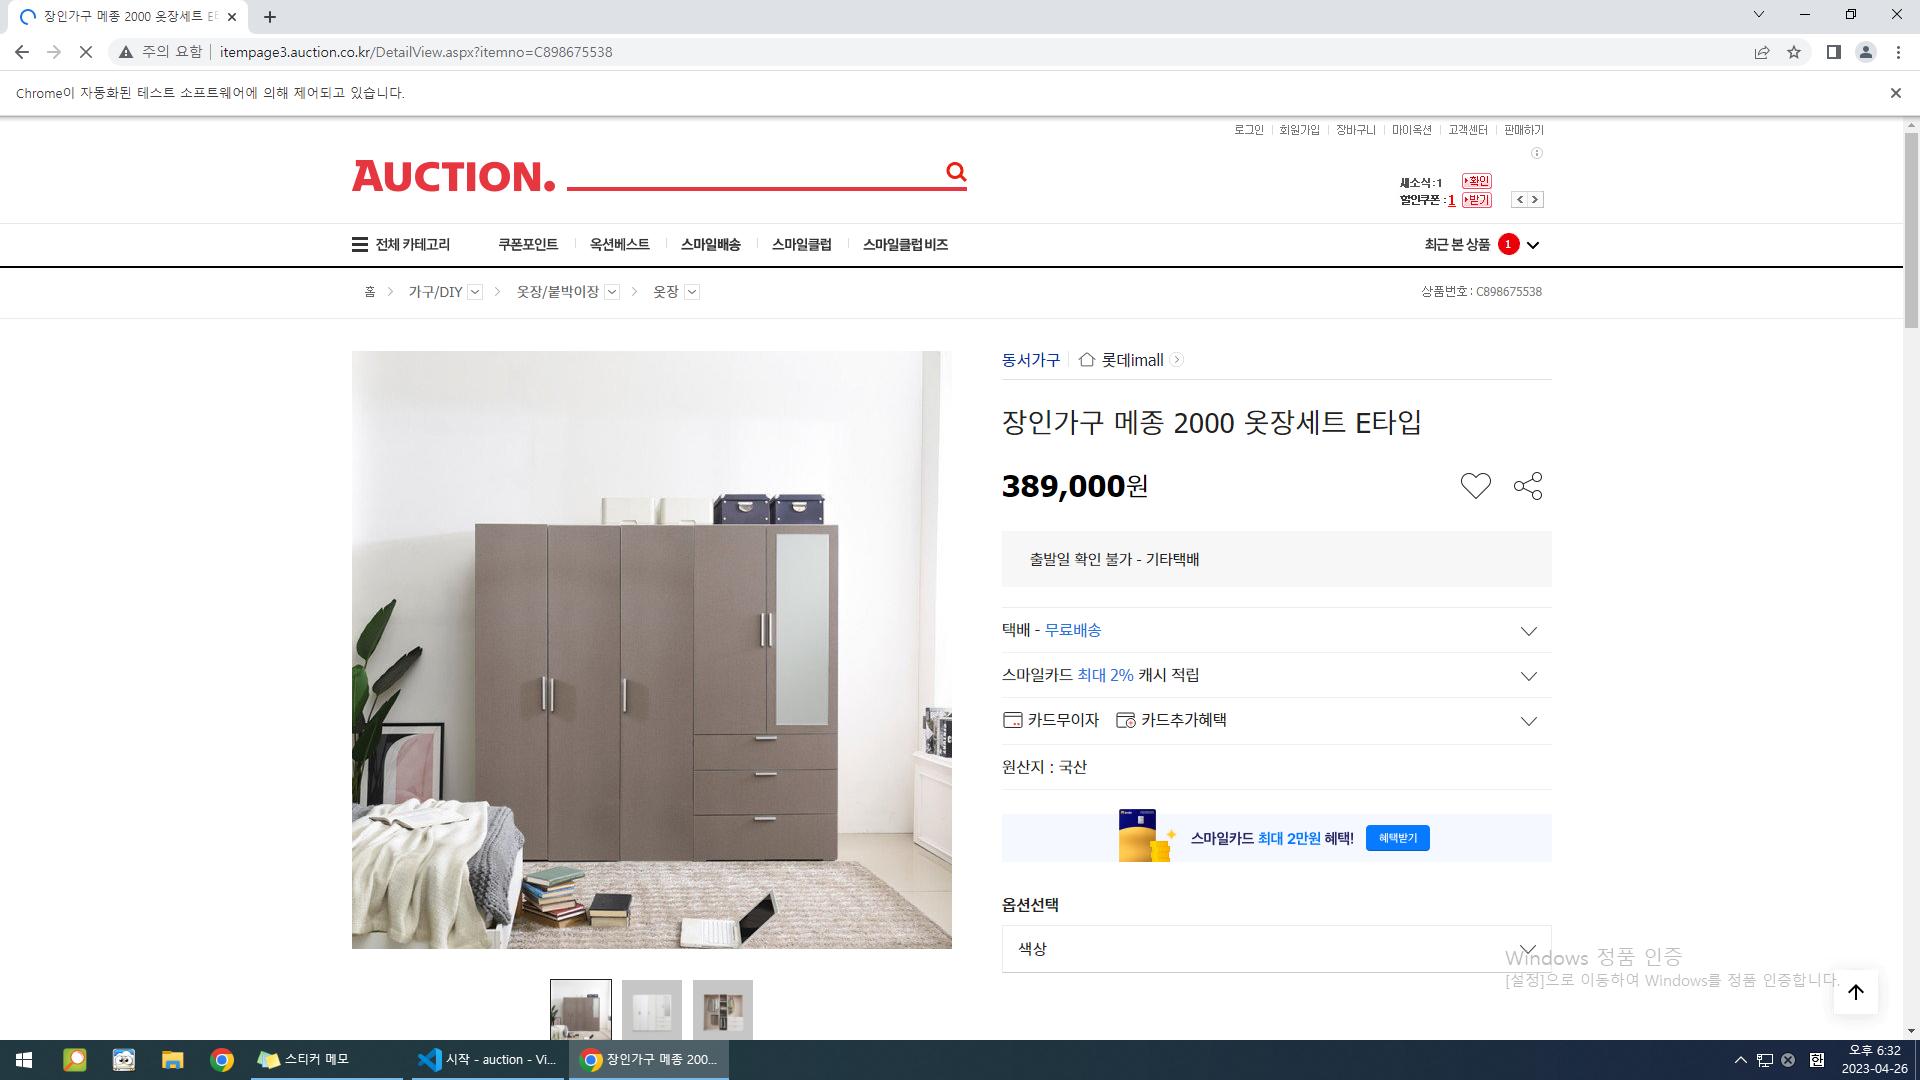 장인가구 메종 2000 옷장세트 E타
주의 요함 itempage3.auction.co.kr/DetailView.aspx?itemno=C898675538
Chrome이 자동화된 테스트 소프트웨어에 의해 제어되고 있습니다.
로그인 회원가입 장바구니 마이옥션 고객센터 판매하기
AUCTION.
새소식:1 확인
할인쿠폰:1 받기
전체 카테고리 쿠폰포인트 옥션베스트 스마일배송 스마일클럽 스마일클럽 비즈 최근 본 상품 1
홈 가구/DIY 옷장/붙박이장 옷장 상품번호 : C898675538
동서가구 롯데imall
장인가구 메종 2000 옷장세트 E타입
389,000원
출발일 확인 불가 - 기타택배
택배 - 무료배송
스마일카드 최대 2% 캐시 적립
카드무이자 카드추가혜택
원산지 : 국산
스마일카드 최대 2만원 혜택! 혜택받기
옵션선택
색상
Windows 정품 인증
[설정]으로 이동하여 Windows를 정품 인증합니다.
스티커 메모 시작 - auction - Vi... 장인가구 메종 200... 한 오후 6:32
2023-04-26